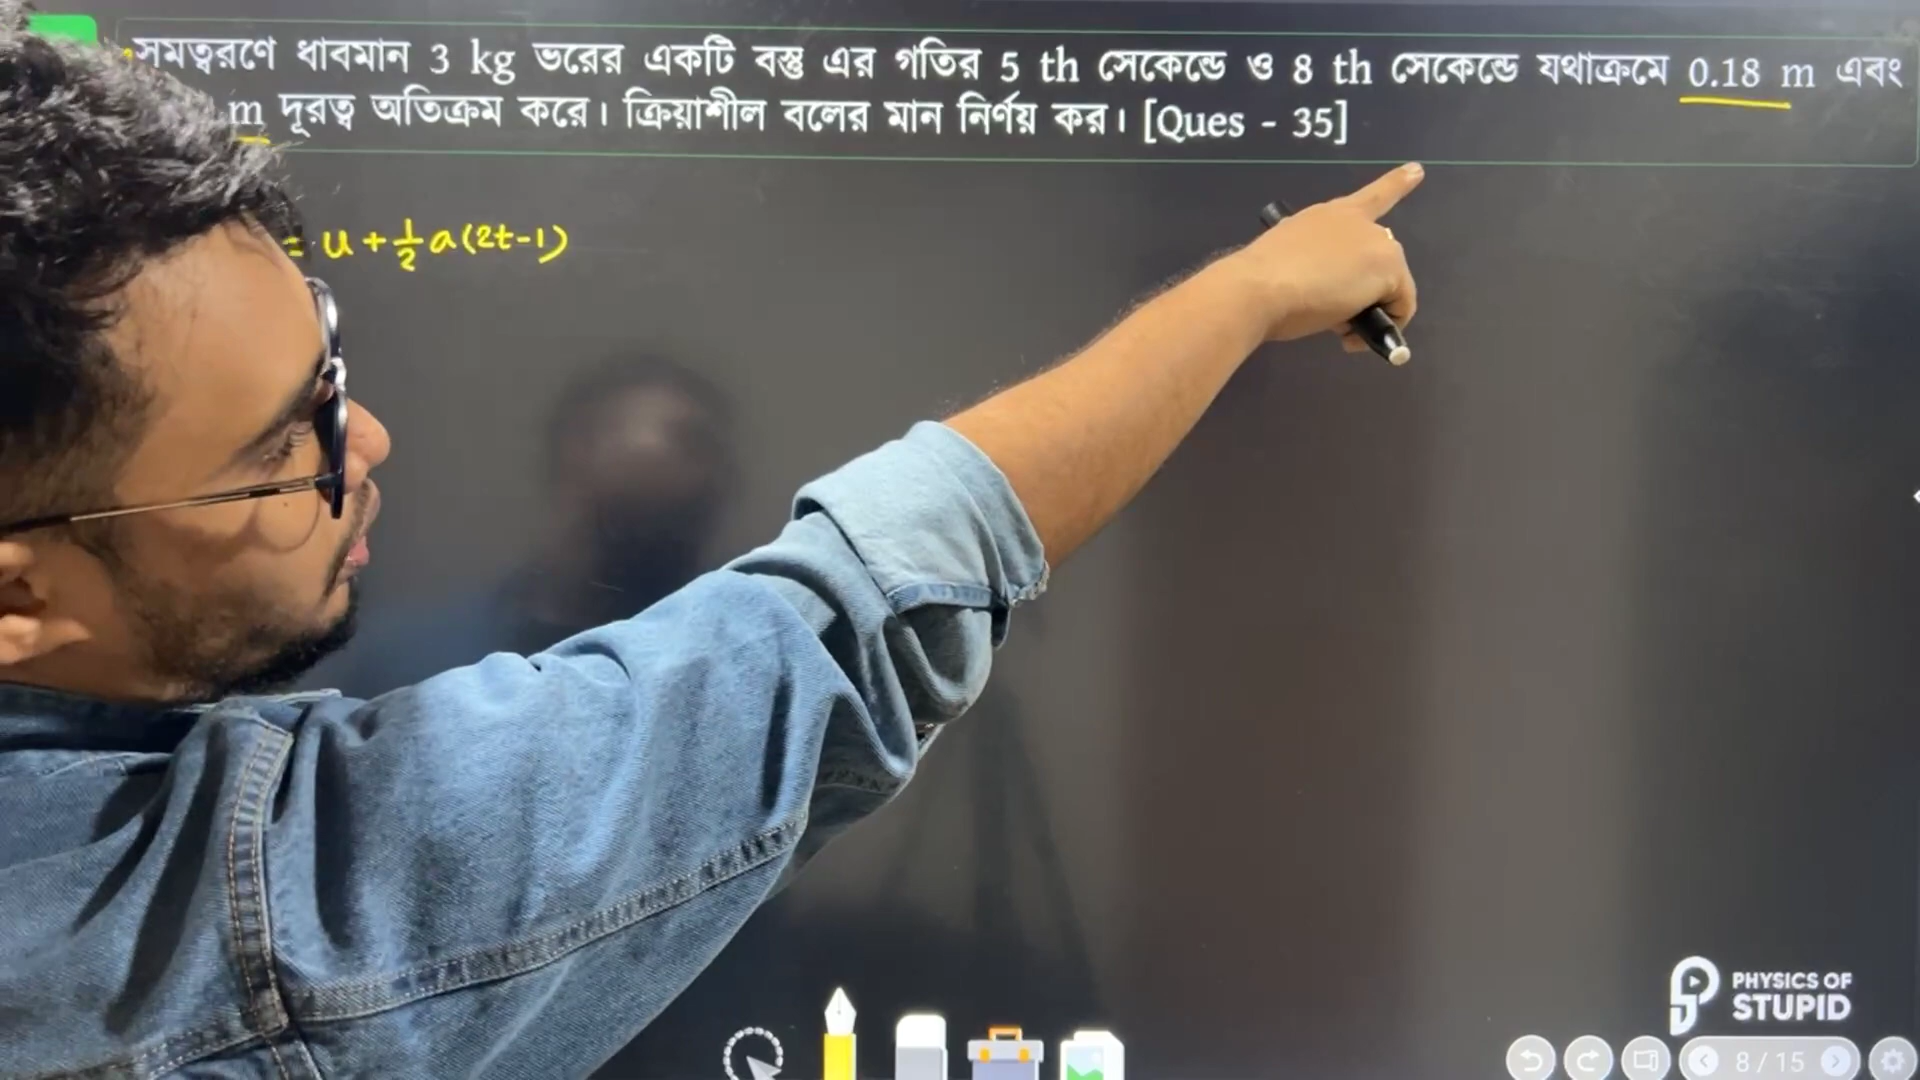 সমত্বরণে ধাবমান 3 kg ভরের একটি বস্তু এর গতির 5 th সেকেন্ডে ও 8 th সেকেন্ডে যথাক্রমে 0.18 m এবং
m দূরত্ব অতিক্রম করে। ক্রিয়াশীল বলের মান নির্ণয় কর। [Ques - 35]
= u + ½ a (2t-1)
PHYSICS OF
STUPID
8 / 15